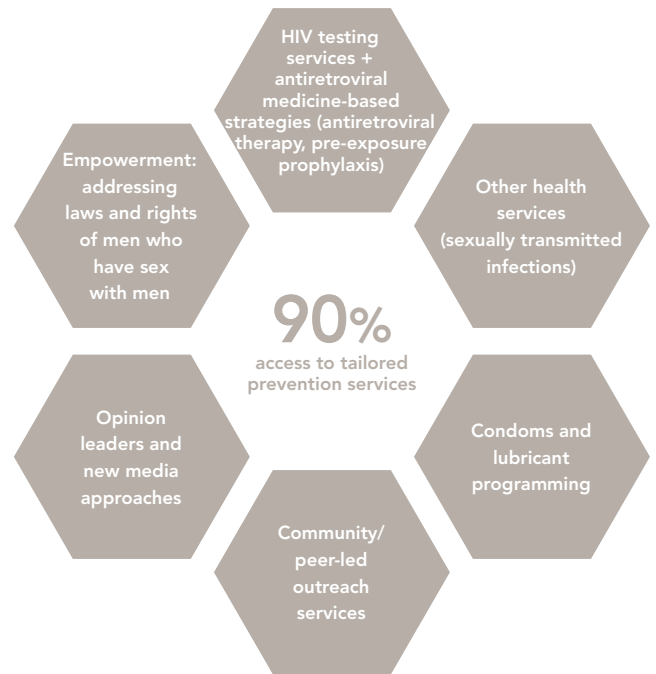 HIV testing
services +
antiretroviral
medicine-based
strategies (antiretroviral
therapy, pre-exposure
prophylaxis)
Other health
services
(sexually transmitted
infections)
Condoms and
lubricant
programming
Community/
peer-led
outreach
services
Opinion
leaders and
new media
approaches
Empowerment:
addressing
laws and rights
of men who
have sex
with men
90%
access to tailored
prevention services